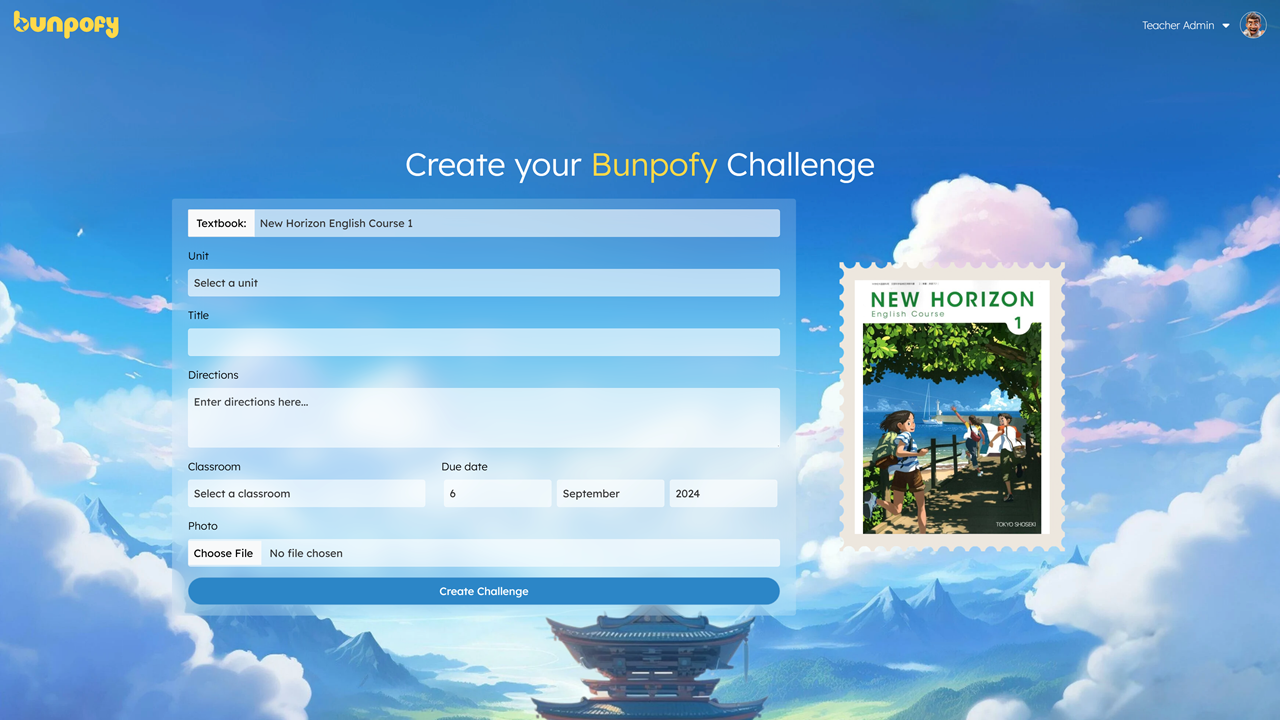 bunpofy
Teacher Admin
Create your Bunpofy Challenge
Textbook: New Horizon English Course 1
Unit
Select a unit
Title
Directions
Enter directions here...
Classroom
Due date
Select a classroom
6
September
2024
Photo
Choose File No file chosen
Create Challenge
NEW HORIZON
English Course
1
TOKYO SHOSEKI